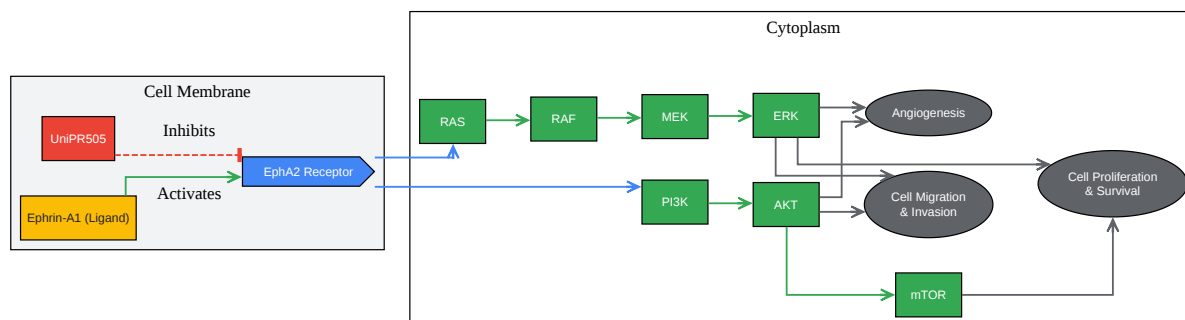 Cytoplasm
Cell Membrane
UniPR505
Inhibits
EphA2 Receptor
Activates
Ephrin-A1 (Ligand)
RAS
RAF
MEK
ERK
Angiogenesis
PI3K
AKT
Cell Migration
& Invasion
Cell Proliferation
& Survival
mTOR